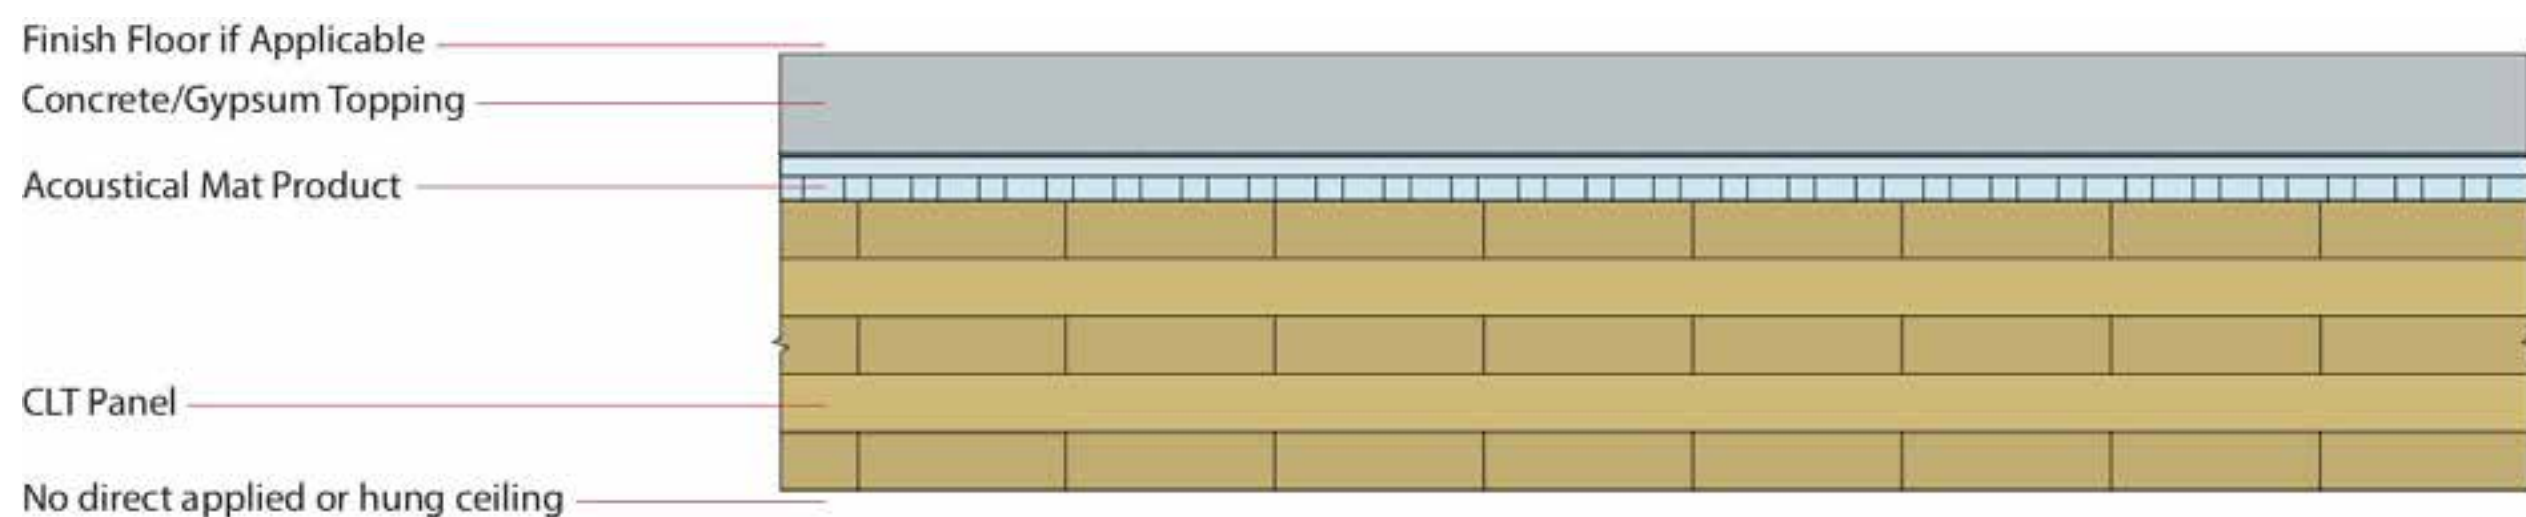 Finish Floor if Applicable
Concrete/Gypsum Topping
Acoustical Mat Product
CLT Panel
No direct applied or hung ceiling